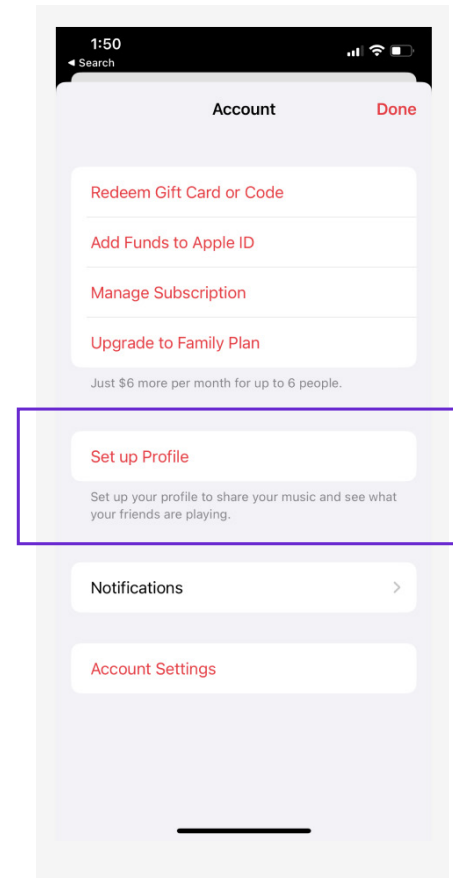 1:50
◀ Search
Account
Done
Redeem Gift Card or Code
Add Funds to Apple ID
Manage Subscription
Upgrade to Family Plan
Just $6 more per month for up to 6 people.
Set up Profile
Set up your profile to share your music and see what
your friends are playing.
Notifications
Account Settings